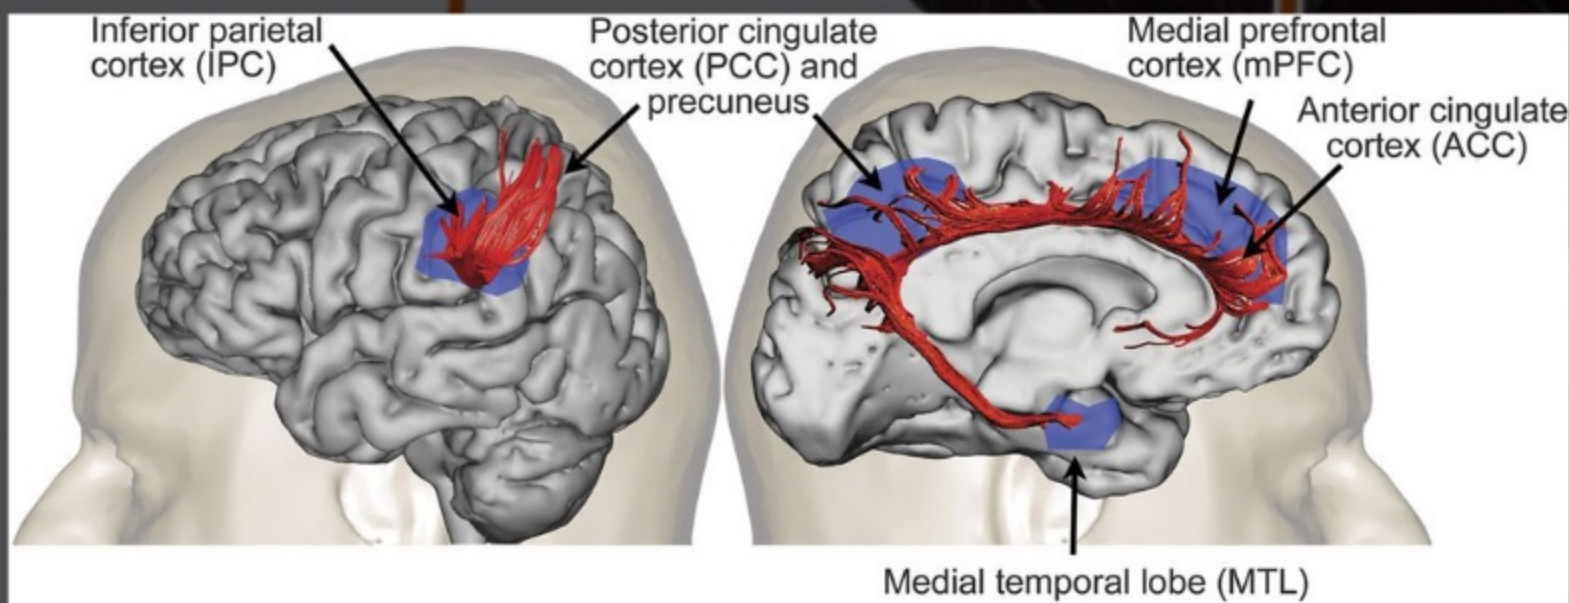 Inferior parietal
cortex (IPC)
Posterior cingulate
cortex (PCC) and
precuneus
Medial prefrontal
cortex (mPFC)
Anterior cingulate
cortex (ACC)
Medial temporal lobe (MTL)